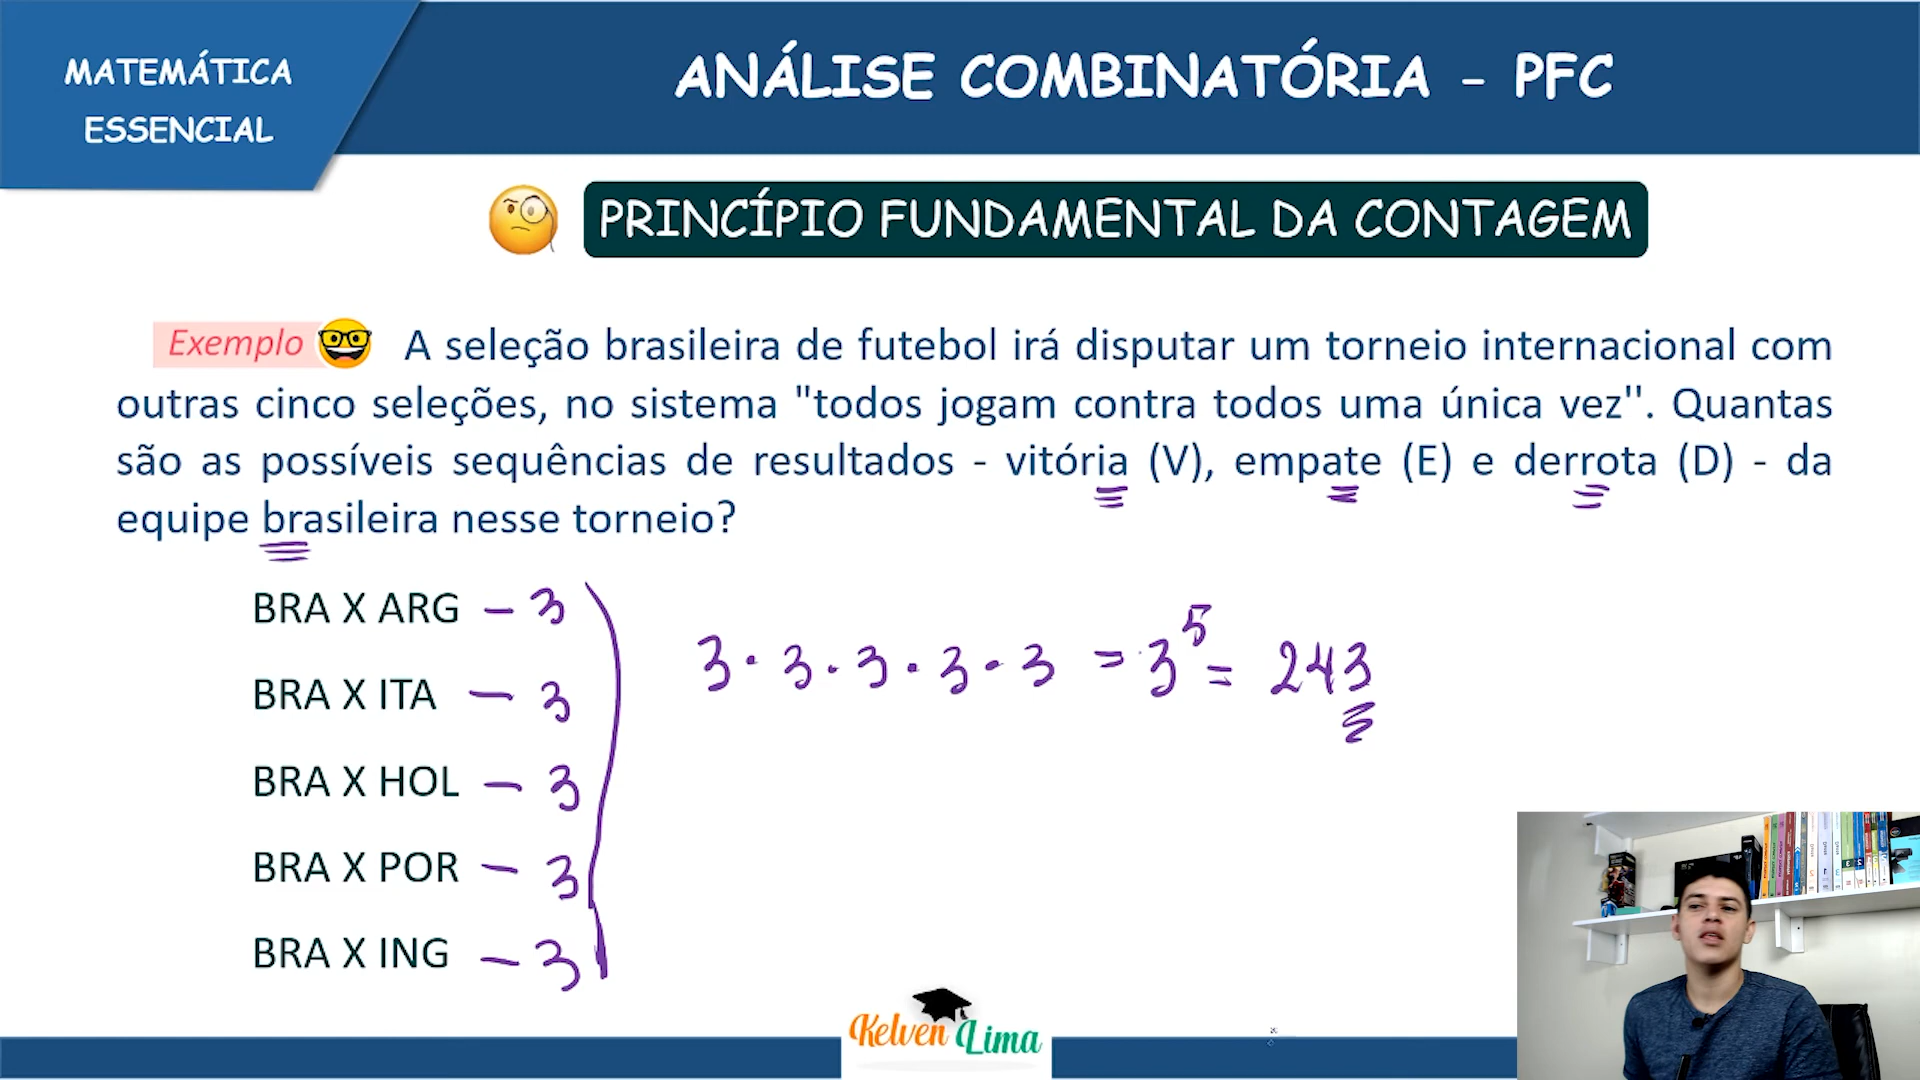 MATEMÁTICA
ESSENCIAL
ANÁLISE COMBINATÓRIA - PFC
PRINCÍPIO FUNDAMENTAL DA CONTAGEM
Exemplo A seleção brasileira de futebol irá disputar um torneio internacional com
outras cinco seleções, no sistema "todos jogam contra todos uma única vez''. Quantas
são as possíveis sequências de resultados - vitória (V), empate (E) e derrota (D) - da
equipe brasileira nesse torneio?
BRA X ARG - 3
BRA X ITA - 3
BRA X HOL - 3
BRA X POR - 3
BRA X ING - 3
3 · 3 · 3 · 3 · 3 = 3⁵ = 243
Kelven Lima